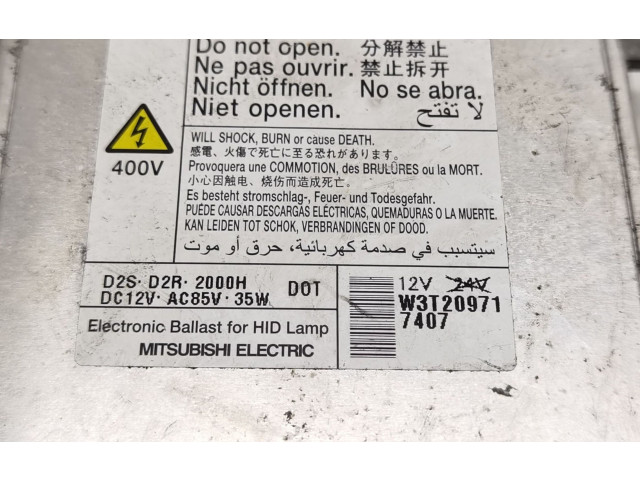 Do not open. 分解禁止
Ne pas ouvrir. 禁止拆开
Nicht öffnen. No se abra.
Niet openen. لا تفتح
400V
WILL SHOCK, BURN or cause DEATH.
感電、火傷で死亡に至る恐れがあります。
Provoquera une COMMOTION, des BRULÛRES ou la MORT.
小心因触电、烧伤而造成死亡。
Es besteht stromschlag-, Feuer- und Todesgefahr.
PUÉDE CAUSAR DESCARGAS ELÉCTRICAS, QUEMADURAS O LA MUERTE.
KAN LEIDEN TOT SCHOK, VERBRANDINGEN OF DOOD.
سيتسبب في صدمة كهربائية، حرق أو موت
D2S· D2R· 2000H
DC12V· AC85V· 35W DOT
12V 24V
W3T20971
7407
Electronic Ballast for HID Lamp
MITSUBISHI ELECTRIC